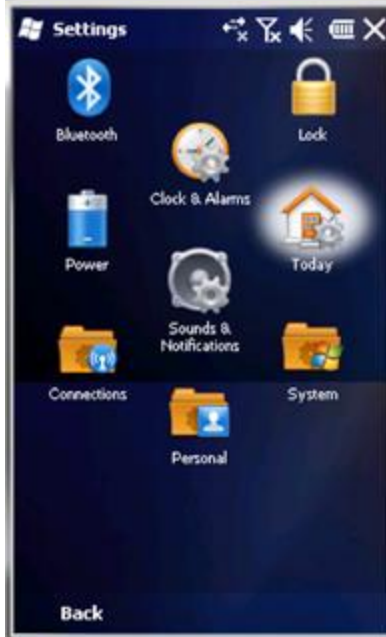 Settings
Bluetooth
Lock
Clock & Alarms
Power
Today
Sounds &
Notifications
Connections
System
Personal
Back